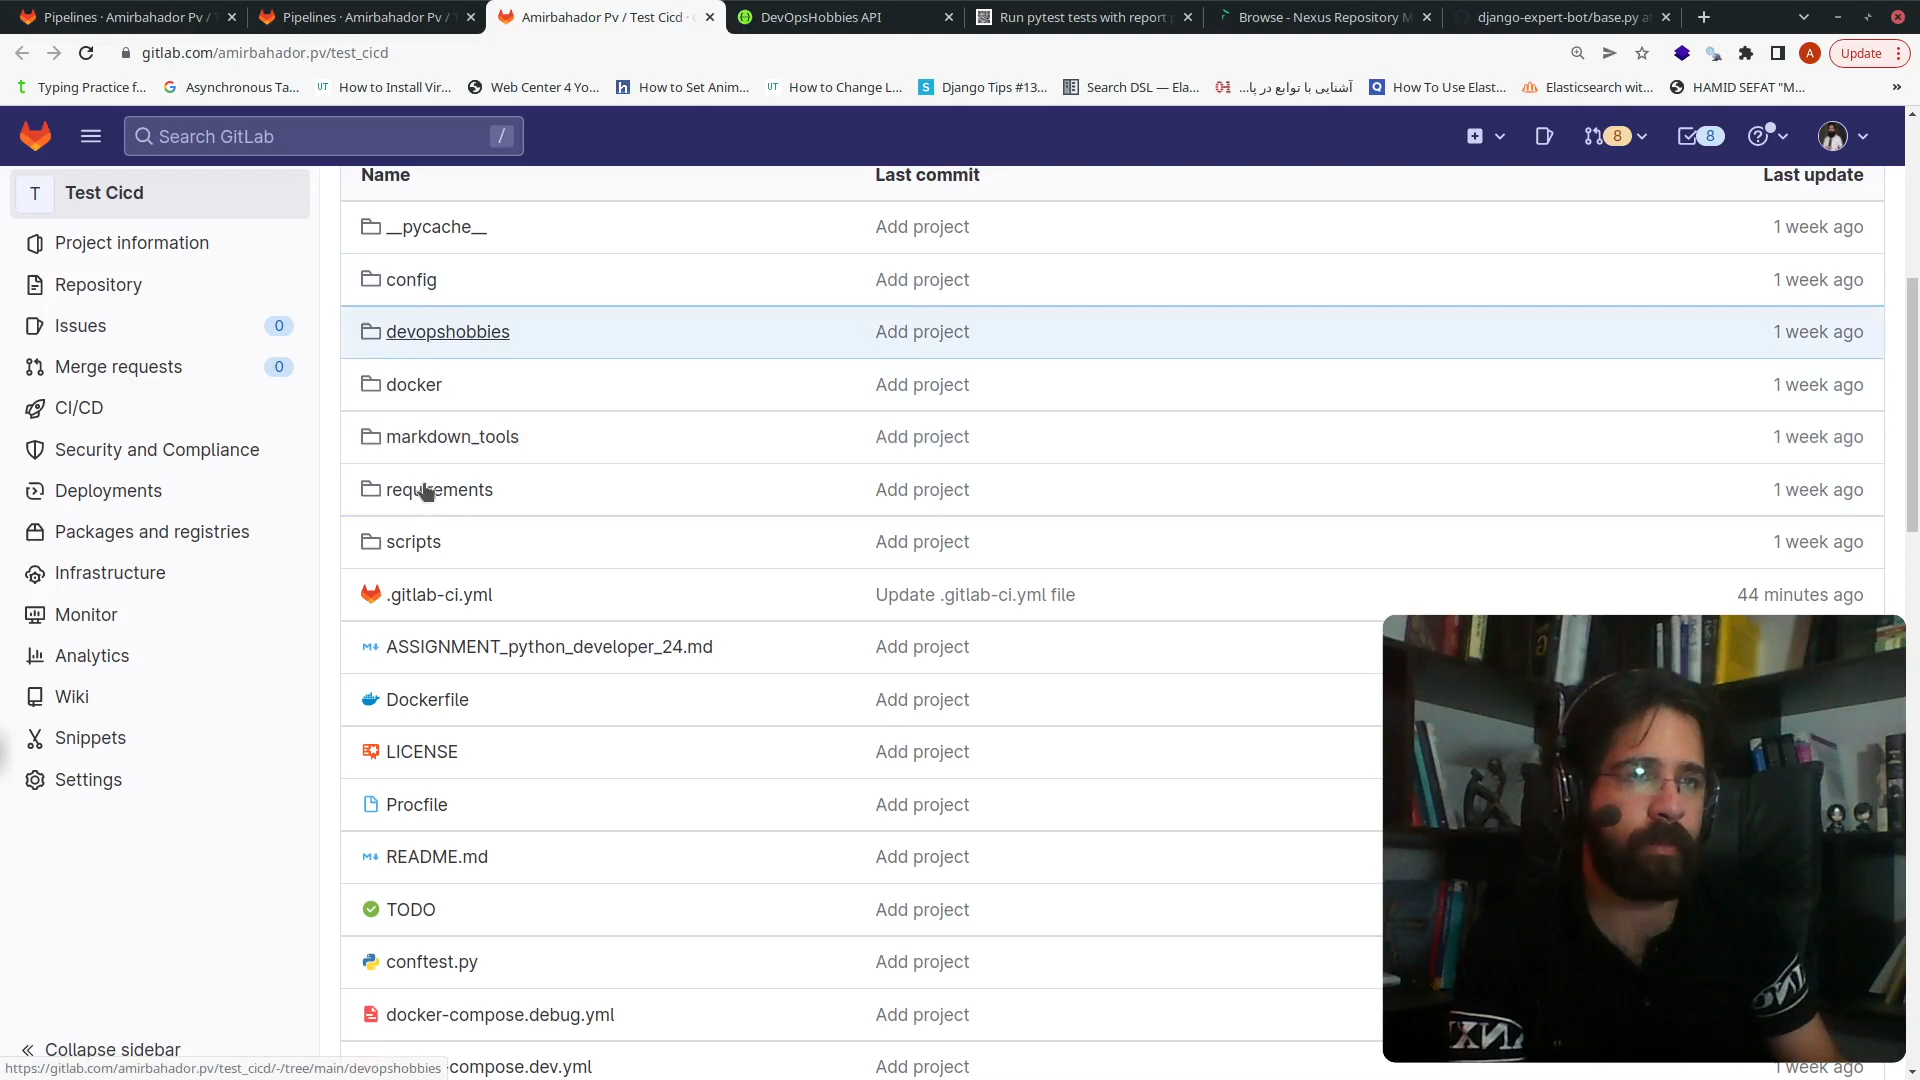 Pipelines · Amirbahador Pv /
Pipelines · Amirbahador Pv /
Amirbahador Pv / Test Cicd ·
DevOpsHobbies API
Run pytest tests with report
Browse - Nexus Repository M
django-expert-bot/base.py a
gitlab.com/amirbahador.pv/test_cicd
A
Update
Typing Practice f...
Asynchronous Ta...
UT How to Install Vir...
Web Center 4 Yo...
How to Set Anim...
UT How to Change L...
Django Tips #13...
Search DSL — Ela...
آشنایی با توابع در پا...
How To Use Elast...
Elasticsearch wit...
HAMID SEFAT "M...
»
Search GitLab
/
8
8
T Test Cicd
Project information
Repository
Issues 0
Merge requests 0
CI/CD
Security and Compliance
Deployments
Packages and registries
Infrastructure
Monitor
Analytics
Wiki
Snippets
Settings
Collapse sidebar
Name Last commit Last update
__pycache__ Add project 1 week ago
config Add project 1 week ago
devopshobbies Add project 1 week ago
docker Add project 1 week ago
markdown_tools Add project 1 week ago
requirements Add project 1 week ago
scripts Add project 1 week ago
.gitlab-ci.yml Update .gitlab-ci.yml file 44 minutes ago
ASSIGNMENT_python_developer_24.md Add project
Dockerfile Add project
LICENSE Add project
Procfile Add project
README.md Add project
TODO Add project
conftest.py Add project
docker-compose.debug.yml Add project
-compose.dev.yml Add project 1 week ago
https://gitlab.com/amirbahador.pv/test_cicd/-/tree/main/devopshobbies